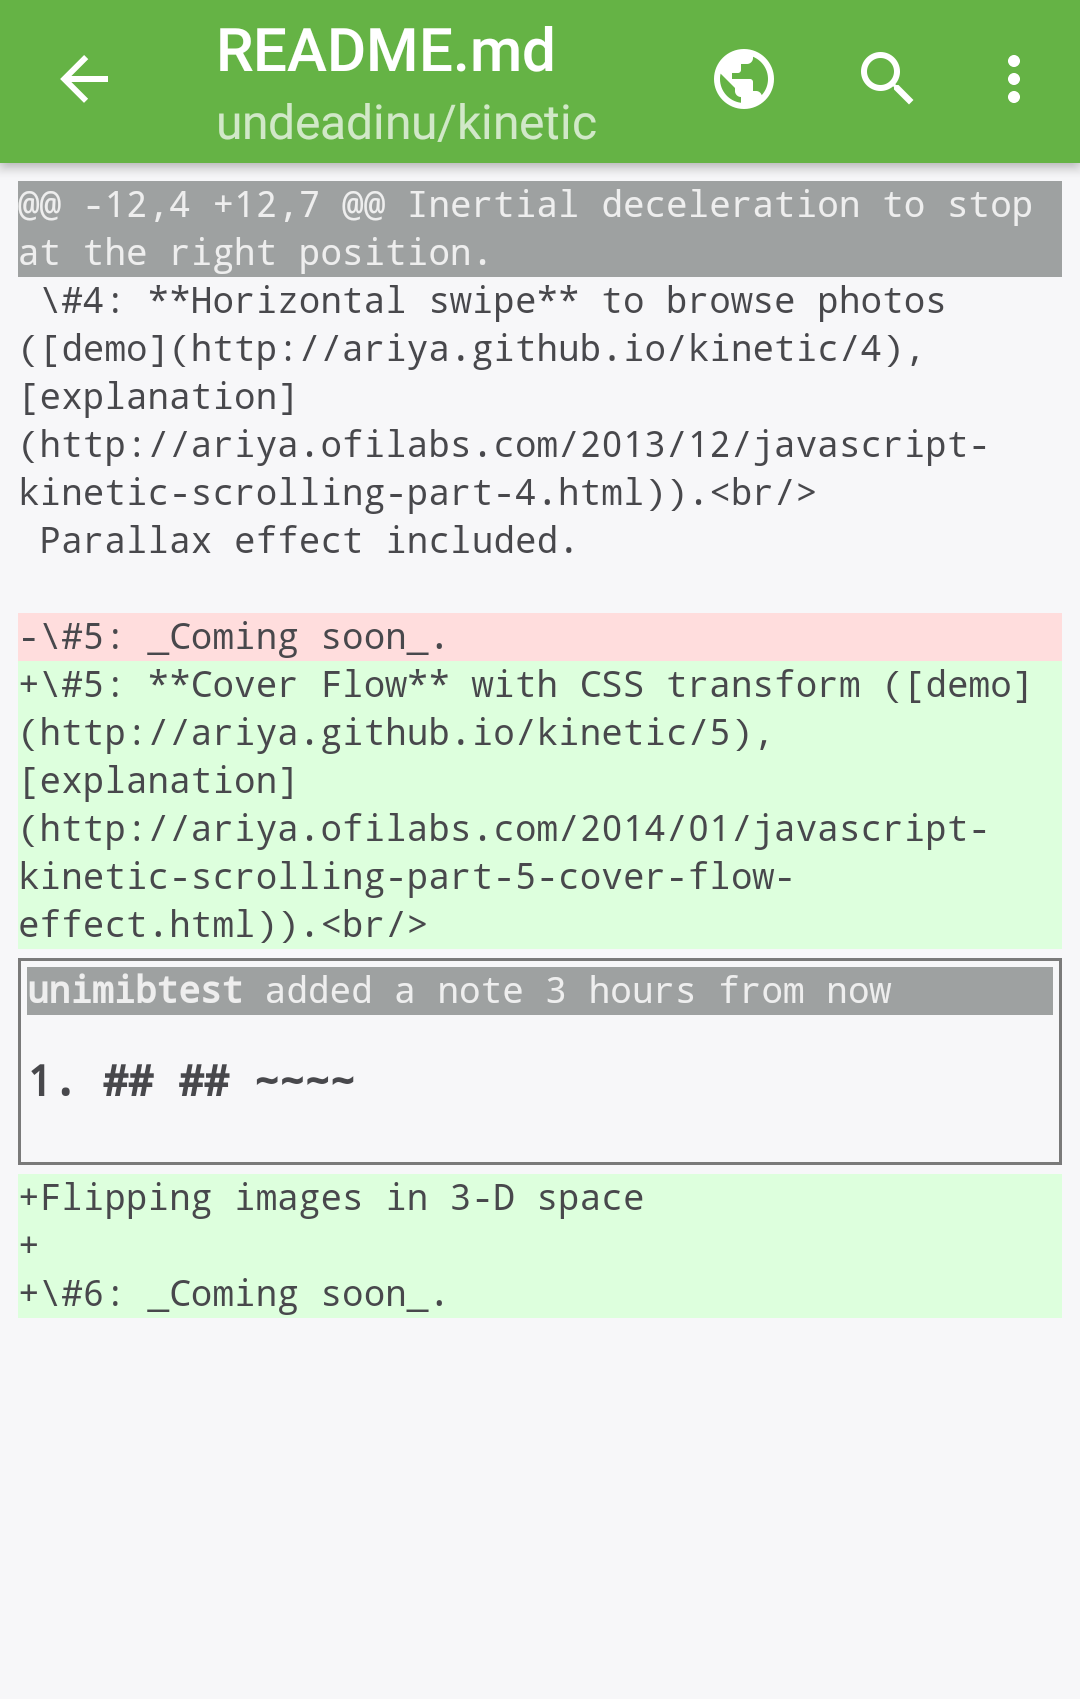 README.md
undeadinu/kinetic
@@ -12,4 +12,7 @@ Inertial deceleration to stop
at the right position.
 \#4: **Horizontal swipe** to browse photos
([demo](http://ariya.github.io/kinetic/4),
[explanation]
(http://ariya.ofilabs.com/2013/12/javascript-
kinetic-scrolling-part-4.html)).<br/>
 Parallax effect included.
-\#5: _Coming soon_.
+\#5: **Cover Flow** with CSS transform ([demo]
(http://ariya.github.io/kinetic/5),
[explanation]
(http://ariya.ofilabs.com/2014/01/javascript-
kinetic-scrolling-part-5-cover-flow-
effect.html)).<br/>
unimibtest added a note 3 hours from now
1. ## ## ~~~~
+Flipping images in 3-D space
+
+\#6: _Coming soon_.